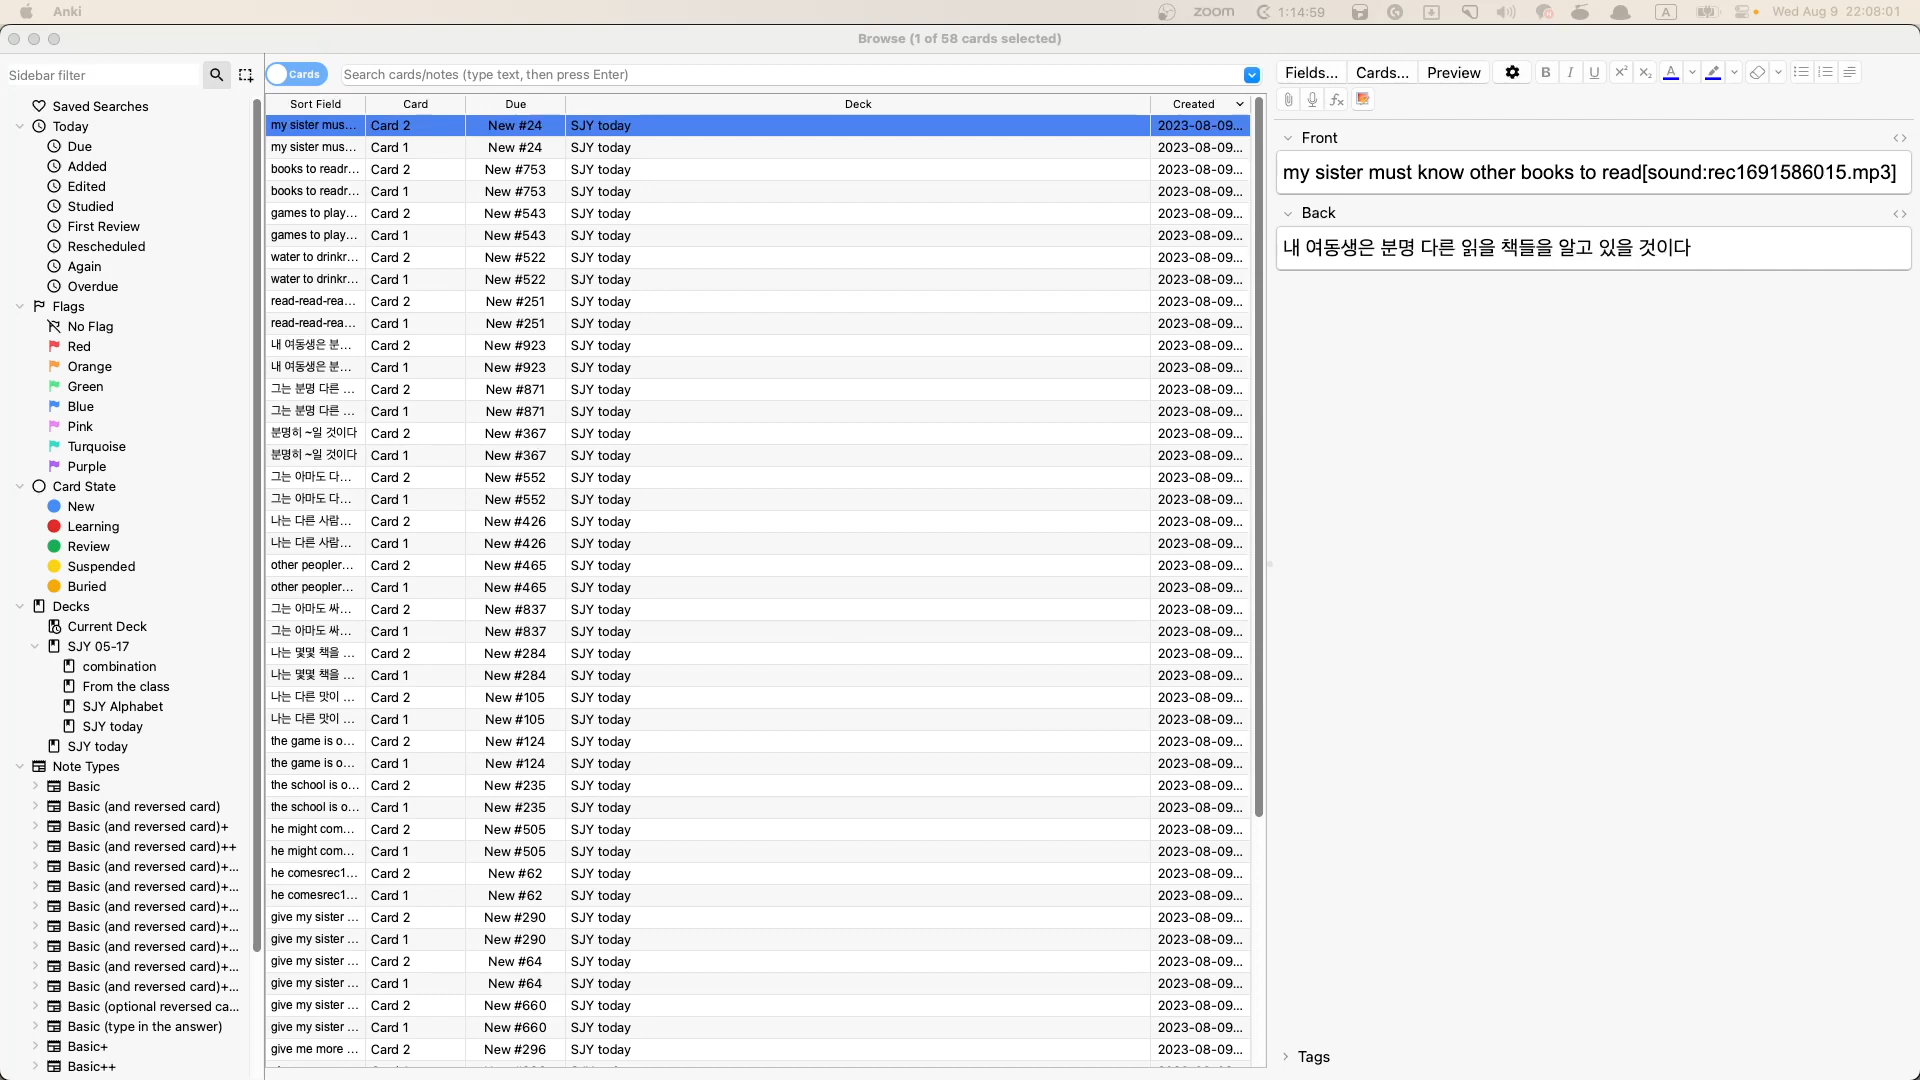 Anki
zoom
1:14:59
A
Wed Aug 9 22:08:01
Browse (1 of 58 cards selected)
Sidebar filter
Cards
Search cards/notes (type text, then press Enter)
Fields... Cards... Preview
B I U
Saved Searches
Today
Due
Added
Edited
Studied
First Review
Rescheduled
Again
Overdue
Flags
No Flag
Red
Orange
Green
Blue
Pink
Turquoise
Purple
Card State
New
Learning
Review
Suspended
Buried
Decks
Current Deck
SJY 05-17
combination
From the class
SJY Alphabet
SJY today
SJY today
Note Types
Basic
Basic (and reversed card)
Basic (and reversed card)+
Basic (and reversed card)++
Basic (and reversed card)+...
Basic (and reversed card)+...
Basic (and reversed card)+...
Basic (and reversed card)+...
Basic (and reversed card)+...
Basic (and reversed card)+...
Basic (and reversed card)+...
Basic (optional reversed ca...
Basic (type in the answer)
Basic+
Basic++
Sort Field Card Due Deck Created
my sister mus... Card 2 New #24 SJY today 2023-08-09...
my sister mus... Card 1 New #24 SJY today 2023-08-09...
books to readr... Card 2 New #753 SJY today 2023-08-09...
books to readr... Card 1 New #753 SJY today 2023-08-09...
games to play... Card 2 New #543 SJY today 2023-08-09...
games to play... Card 1 New #543 SJY today 2023-08-09...
water to drinkr... Card 2 New #522 SJY today 2023-08-09...
water to drinkr... Card 1 New #522 SJY today 2023-08-09...
read-read-rea... Card 2 New #251 SJY today 2023-08-09...
read-read-rea... Card 1 New #251 SJY today 2023-08-09...
내 여동생은 분... Card 2 New #923 SJY today 2023-08-09...
내 여동생은 분... Card 1 New #923 SJY today 2023-08-09...
그는 분명 다른 ... Card 2 New #871 SJY today 2023-08-09...
그는 분명 다른 ... Card 1 New #871 SJY today 2023-08-09...
분명히 ~일 것이다 Card 2 New #367 SJY today 2023-08-09...
분명히 ~일 것이다 Card 1 New #367 SJY today 2023-08-09...
그는 아마도 다... Card 2 New #552 SJY today 2023-08-09...
그는 아마도 다... Card 1 New #552 SJY today 2023-08-09...
나는 다른 사람... Card 2 New #426 SJY today 2023-08-09...
나는 다른 사람... Card 1 New #426 SJY today 2023-08-09...
other peopler... Card 2 New #465 SJY today 2023-08-09...
other peopler... Card 1 New #465 SJY today 2023-08-09...
그는 아마도 싸... Card 2 New #837 SJY today 2023-08-09...
그는 아마도 싸... Card 1 New #837 SJY today 2023-08-09...
나는 몇몇 책을 ... Card 2 New #284 SJY today 2023-08-09...
나는 몇몇 책을 ... Card 1 New #284 SJY today 2023-08-09...
나는 다른 맛이 ... Card 2 New #105 SJY today 2023-08-09...
나는 다른 맛이 ... Card 1 New #105 SJY today 2023-08-09...
the game is o... Card 2 New #124 SJY today 2023-08-09...
the game is o... Card 1 New #124 SJY today 2023-08-09...
the school is o... Card 2 New #235 SJY today 2023-08-09...
the school is o... Card 1 New #235 SJY today 2023-08-09...
he might com... Card 2 New #505 SJY today 2023-08-09...
he might com... Card 1 New #505 SJY today 2023-08-09...
he comesrec1... Card 2 New #62 SJY today 2023-08-09...
he comesrec1... Card 1 New #62 SJY today 2023-08-09...
give my sister ... Card 2 New #290 SJY today 2023-08-09...
give my sister ... Card 1 New #290 SJY today 2023-08-09...
give my sister ... Card 2 New #64 SJY today 2023-08-09...
give my sister ... Card 1 New #64 SJY today 2023-08-09...
give my sister ... Card 2 New #660 SJY today 2023-08-09...
give my sister ... Card 1 New #660 SJY today 2023-08-09...
give me more ... Card 2 New #296 SJY today 2023-08-09...
Front
my sister must know other books to read[sound:rec1691586015.mp3]
Back
내 여동생은 분명 다른 읽을 책들을 알고 있을 것이다
Tags